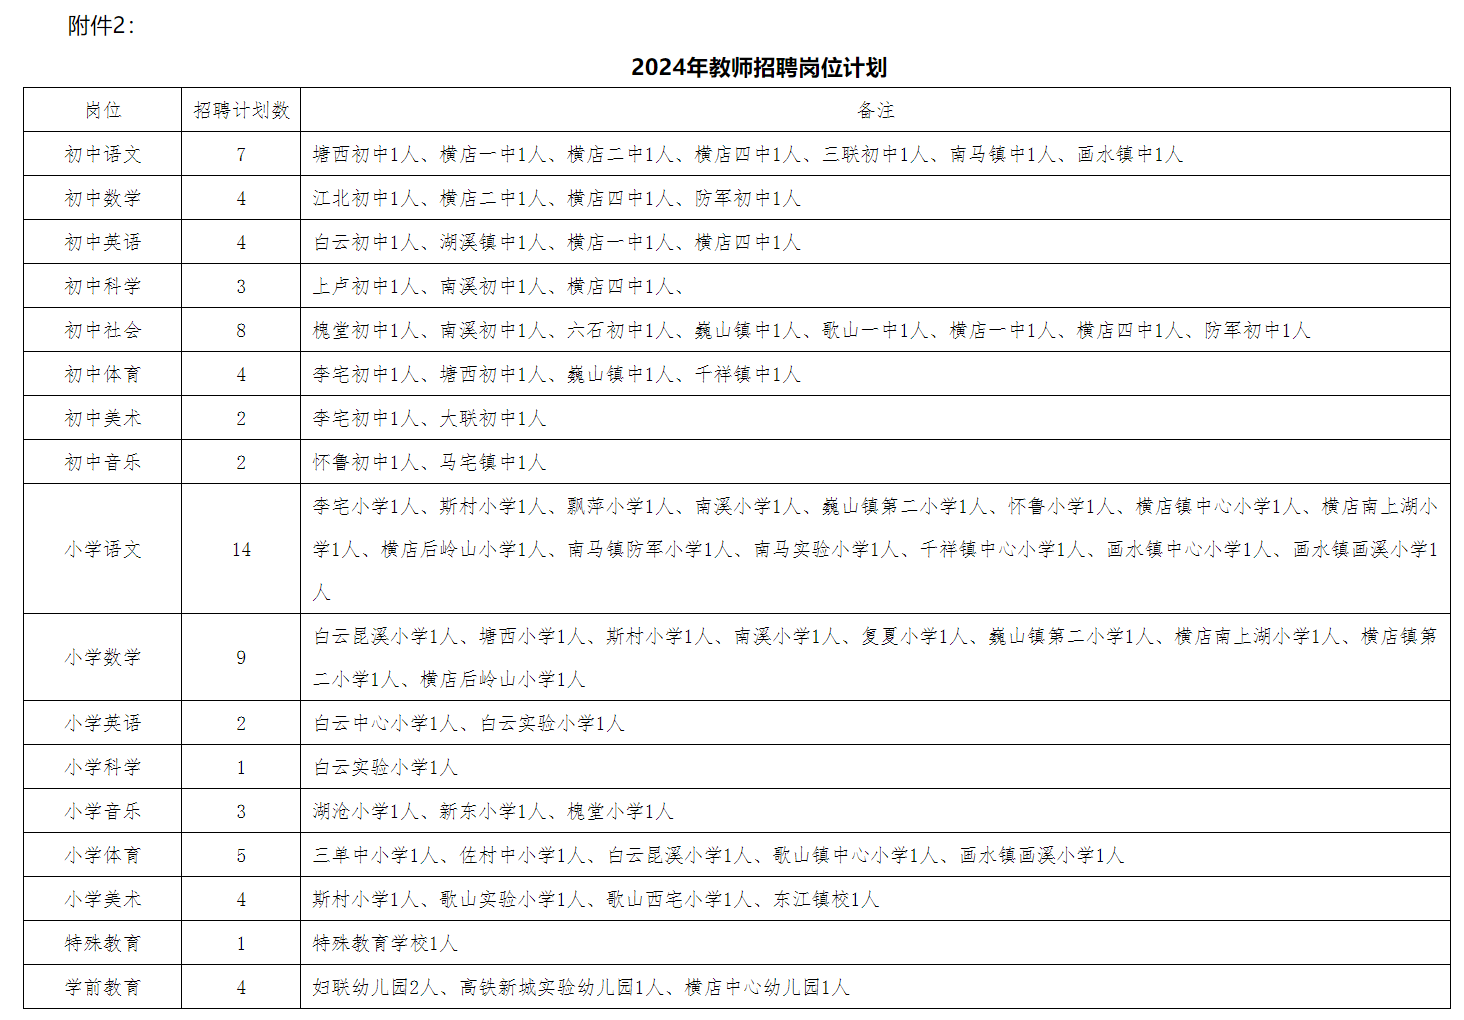 附件2：
2024年教师招聘岗位计划
岗位 招聘计划数 备注
初中语文 7 塘西初中1人、横店一中1人、横店二中1人、横店四中1人、三联初中1人、南马镇中1人、画水镇中1人
初中数学 4 江北初中1人、横店二中1人、横店四中1人、防军初中1人
初中英语 4 白云初中1人、湖溪镇中1人、横店一中1人、横店四中1人
初中科学 3 上卢初中1人、南溪初中1人、横店四中1人、
初中社会 8 槐堂初中1人、南溪初中1人、六石初中1人、巍山镇中1人、歌山一中1人、横店一中1人、横店四中1人、防军初中1人
初中体育 4 李宅初中1人、塘西初中1人、巍山镇中1人、千祥镇中1人
初中美术 2 李宅初中1人、大联初中1人
初中音乐 2 怀鲁初中1人、马宅镇中1人
李宅小学1人、斯村小学1人、飘萍小学1人、南溪小学1人、巍山镇第二小学1人、怀鲁小学1人、横店镇中心小学1人、横店南上湖小
小学语文 14 学1人、横店后岭山小学1人、南马镇防军小学1人、南马实验小学1人、千祥镇中心小学1人、画水镇中心小学1人、画水镇画溪小学1
人
小学数学 9 白云昆溪小学1人、塘西小学1人、斯村小学1人、南溪小学1人、复夏小学1人、巍山镇第二小学1人、横店南上湖小学1人、横店镇第
二小学1人、横店后岭山小学1人
小学英语 2 白云中心小学1人、白云实验小学1人
小学科学 1 白云实验小学1人
小学音乐 3 湖沧小学1人、新东小学1人、槐堂小学1人
小学体育 5 三单中小学1人、佐村中小学1人、白云昆溪小学1人、歌山镇中心小学1人、画水镇画溪小学1人
小学美术 4 斯村小学1人、歌山实验小学1人、歌山西宅小学1人、东江镇校1人
特殊教育 1 特殊教育学校1人
学前教育 4 妇联幼儿园2人、高铁新城实验幼儿园1人、横店中心幼儿园1人